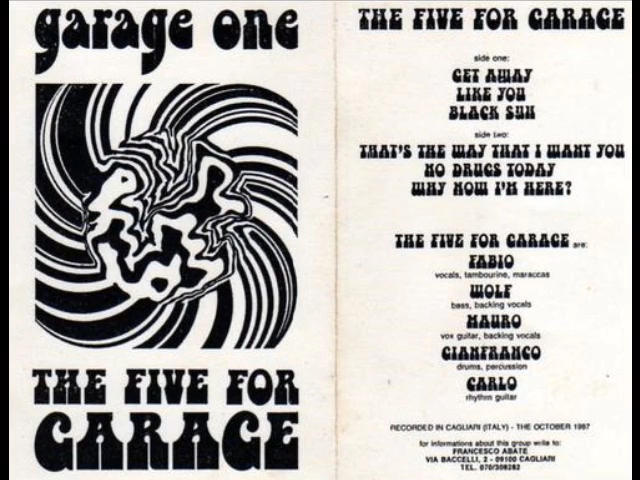 garage one
THE FIVE FOR
GARAGE
THE FIVE FOR GARAGE
side one:
GET AWAY
LIKE YOU
BLACK SUN
side two:
THAT'S THE WAY THAT I WANT YOU
NO DRUGS TODAY
WHY NOW I'M HERE?
THE FIVE FOR GARAGE are:
FABIO
vocals, tambourine, maraccas
WOLF
bass, backing vocals
MAURO
vox guitar, backing vocals
GIANFRANCO
drums, percussion
CARLO
rhythm guitar
RECORDED IN CAGLIARI (ITALY) - THE OCTOBER 1987
for informations about this group write to:
FRANCESCO ABATE
VIA BACCELLI, 2 - 09100 CAGLIARI
TEL. 070/308282